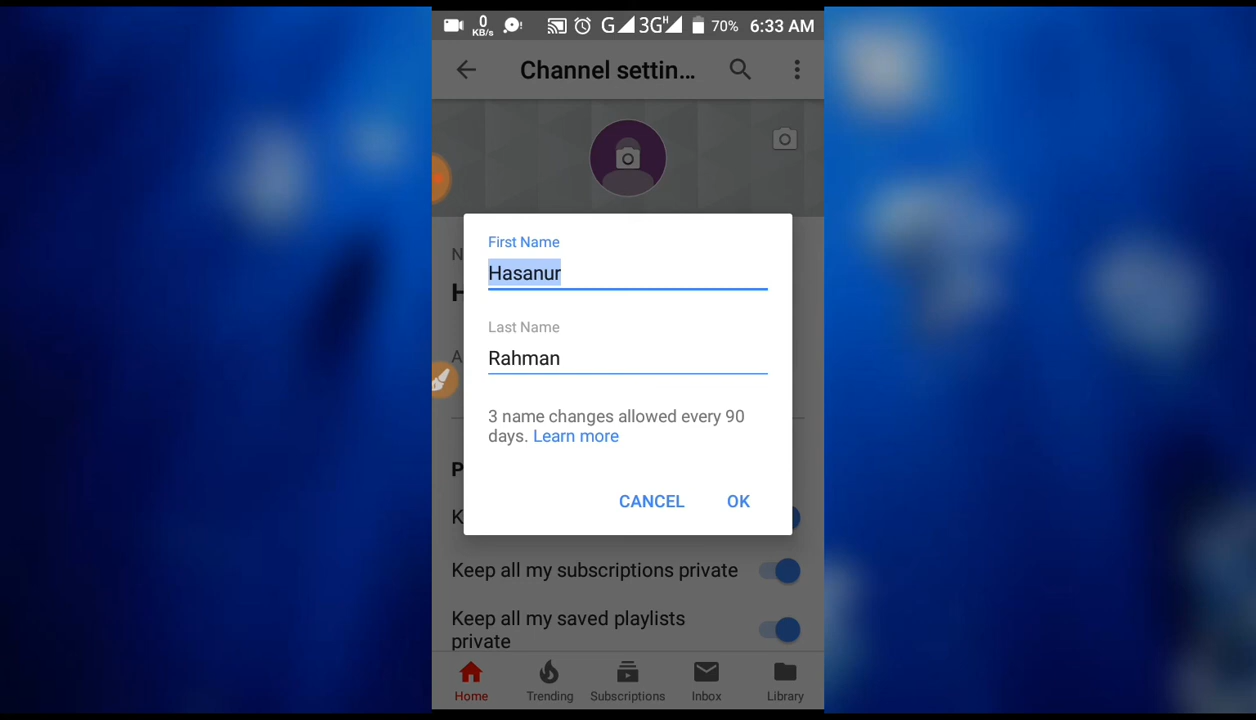 0
KB/s
G 3G H 70% 6:33 AM
Channel settin...
First Name
Hasanur
Last Name
Rahman
3 name changes allowed every 90
days. Learn more
CANCEL OK
Keep all my subscriptions private
Keep all my saved playlists
private
Home Trending Subscriptions Inbox Library